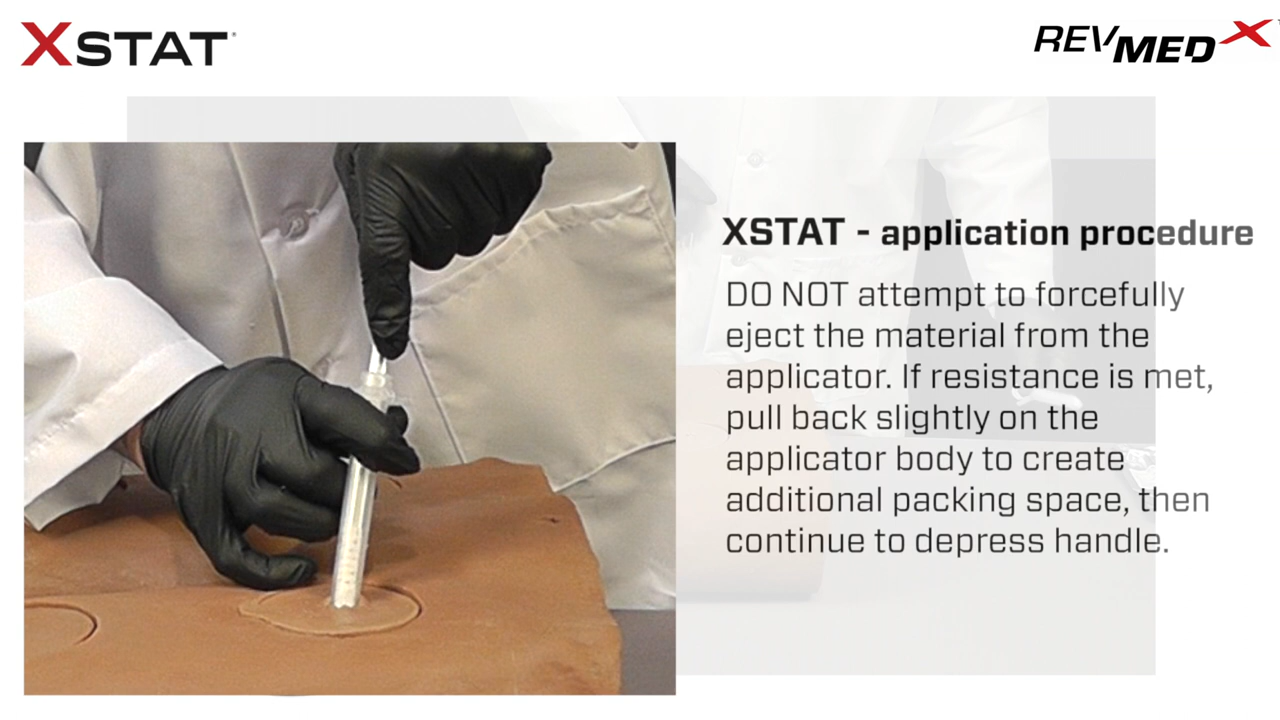 XSTAT®
REVMEDX
XSTAT - application procedure
DO NOT attempt to forcefully
eject the material from the
applicator. If resistance is met,
pull back slightly on the
applicator body to create
additional packing space, then
continue to depress handle.